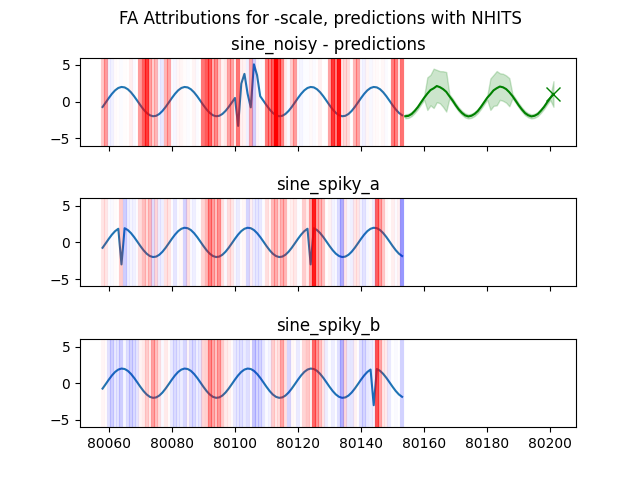 FA Attributions for -scale, predictions with NHITS
sine_noisy - predictions
5
0
−5
sine_spiky_a
5
0
−5
sine_spiky_b
5
0
−5
80060 80080 80100 80120 80140 80160 80180 80200